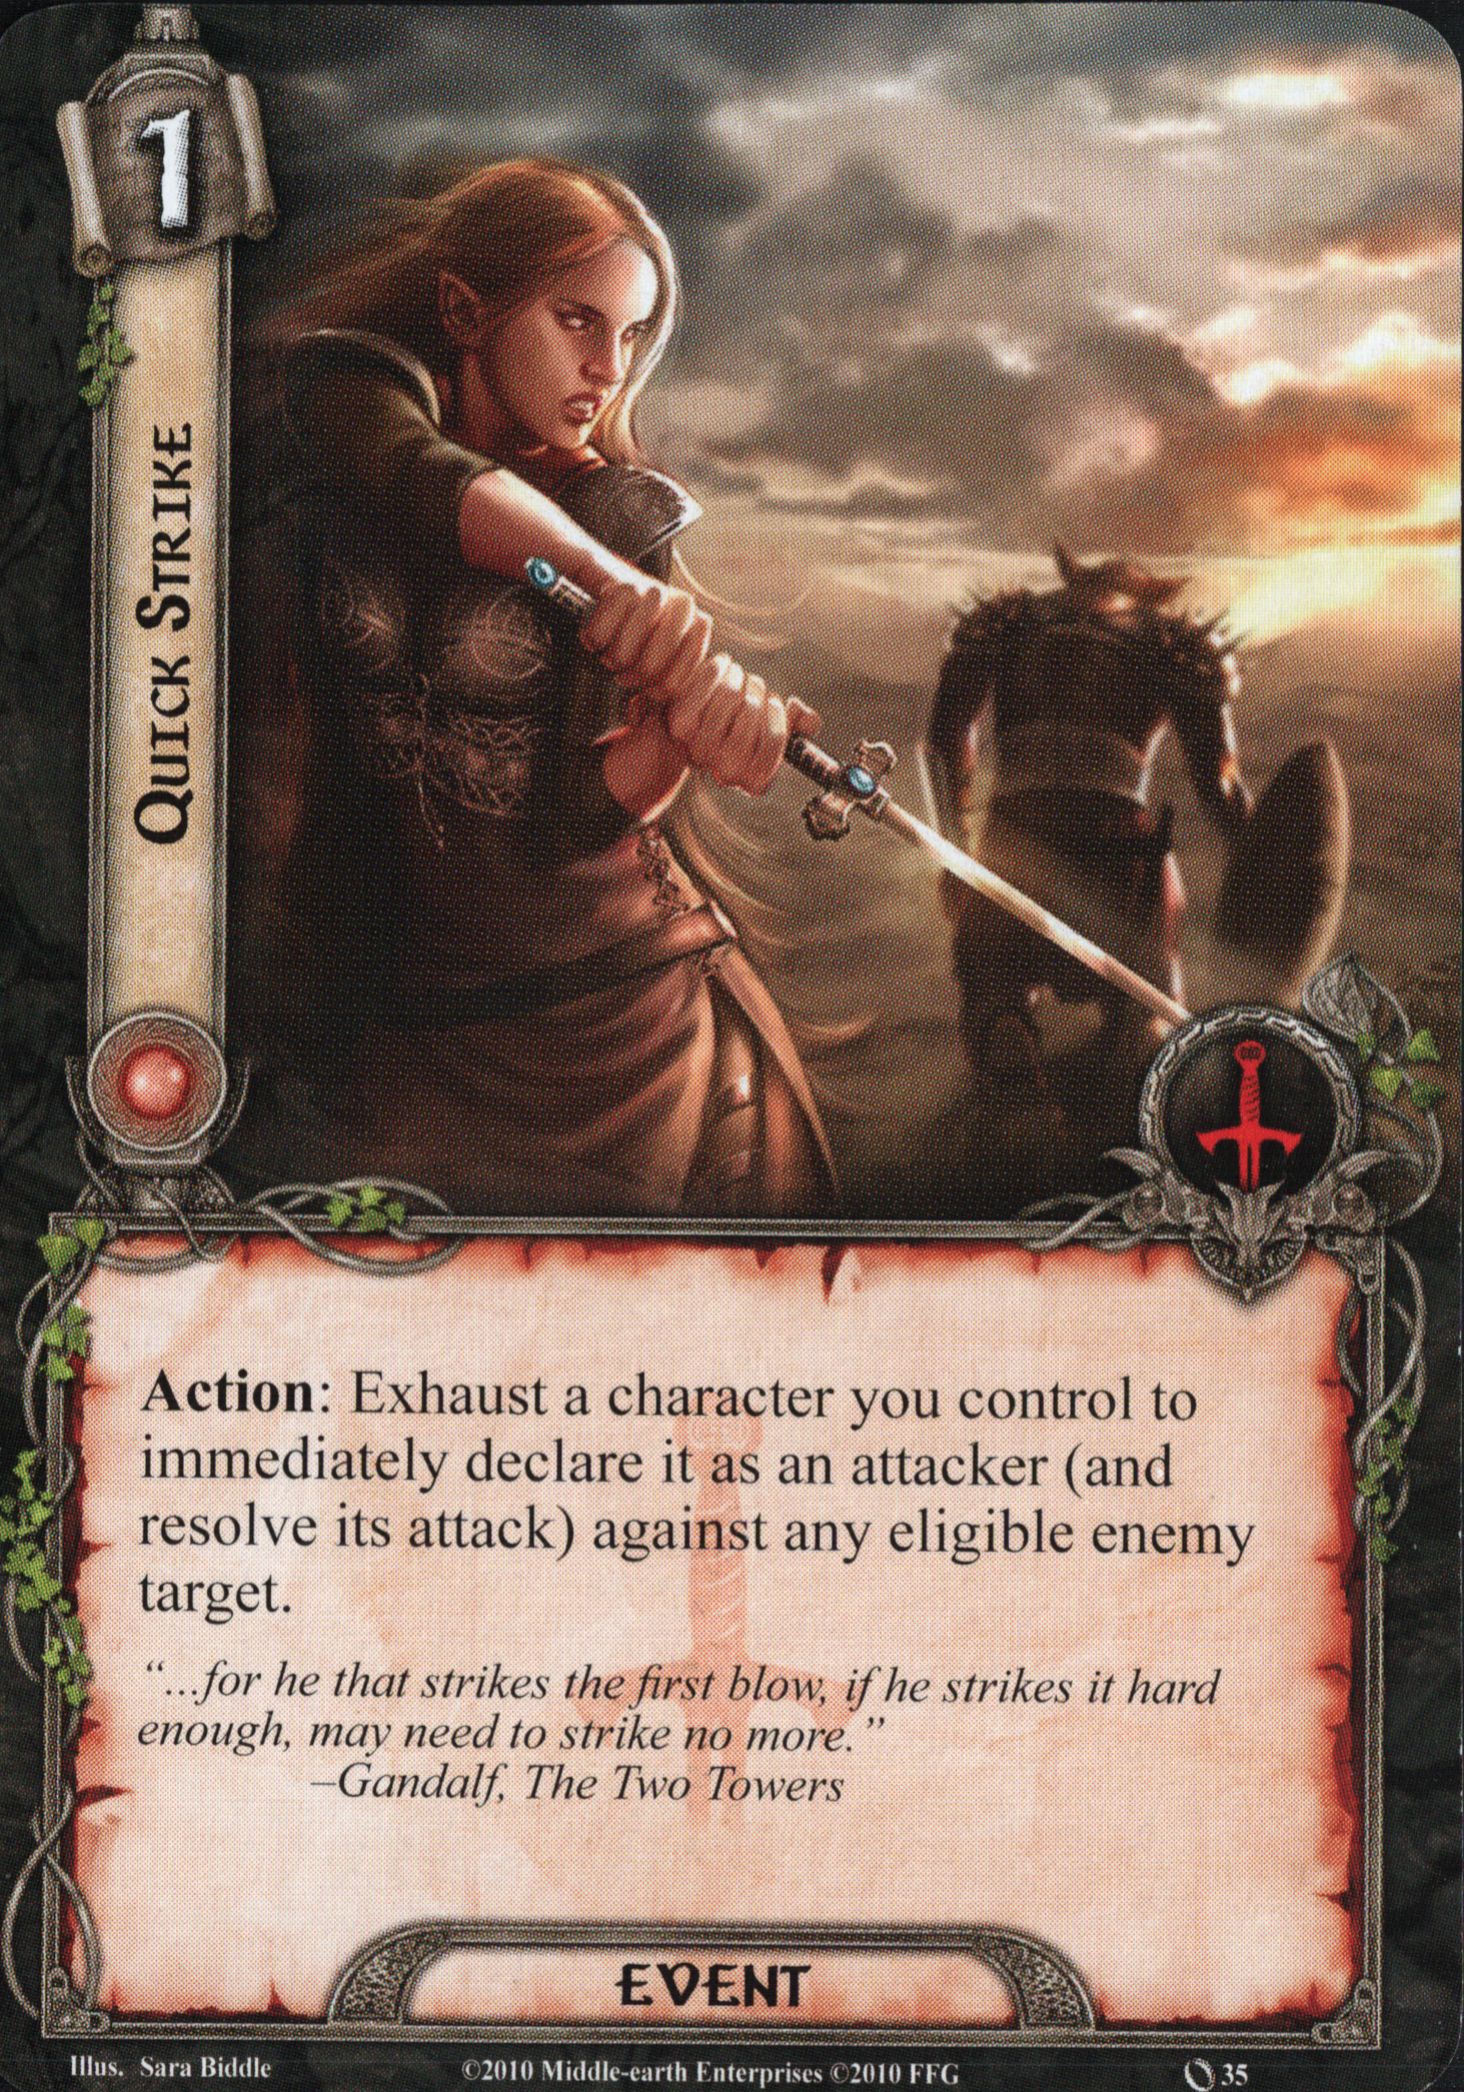 1
QUICK STRIKE
Action: Exhaust a character you control to
immediately declare it as an attacker (and
resolve its attack) against any eligible enemy
target.
“...for he that strikes the first blow, if he strikes it hard
enough, may need to strike no more.”
–Gandalf, The Two Towers
EVENT
Illus. Sara Biddle
©2010 Middle-earth Enterprises ©2010 FFG
35